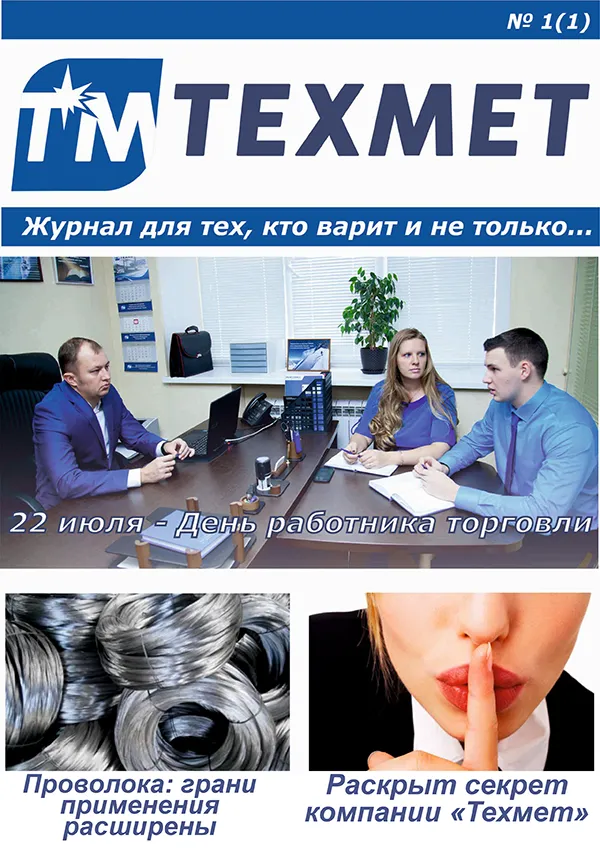 № 1(1)
ТМ ТЕХМЕТ
Журнал для тех, кто варит и не только...
22 июля - День работника торговли
Проволока: грани
применения
расширены
Раскрыт секрет
компании «Техмет»